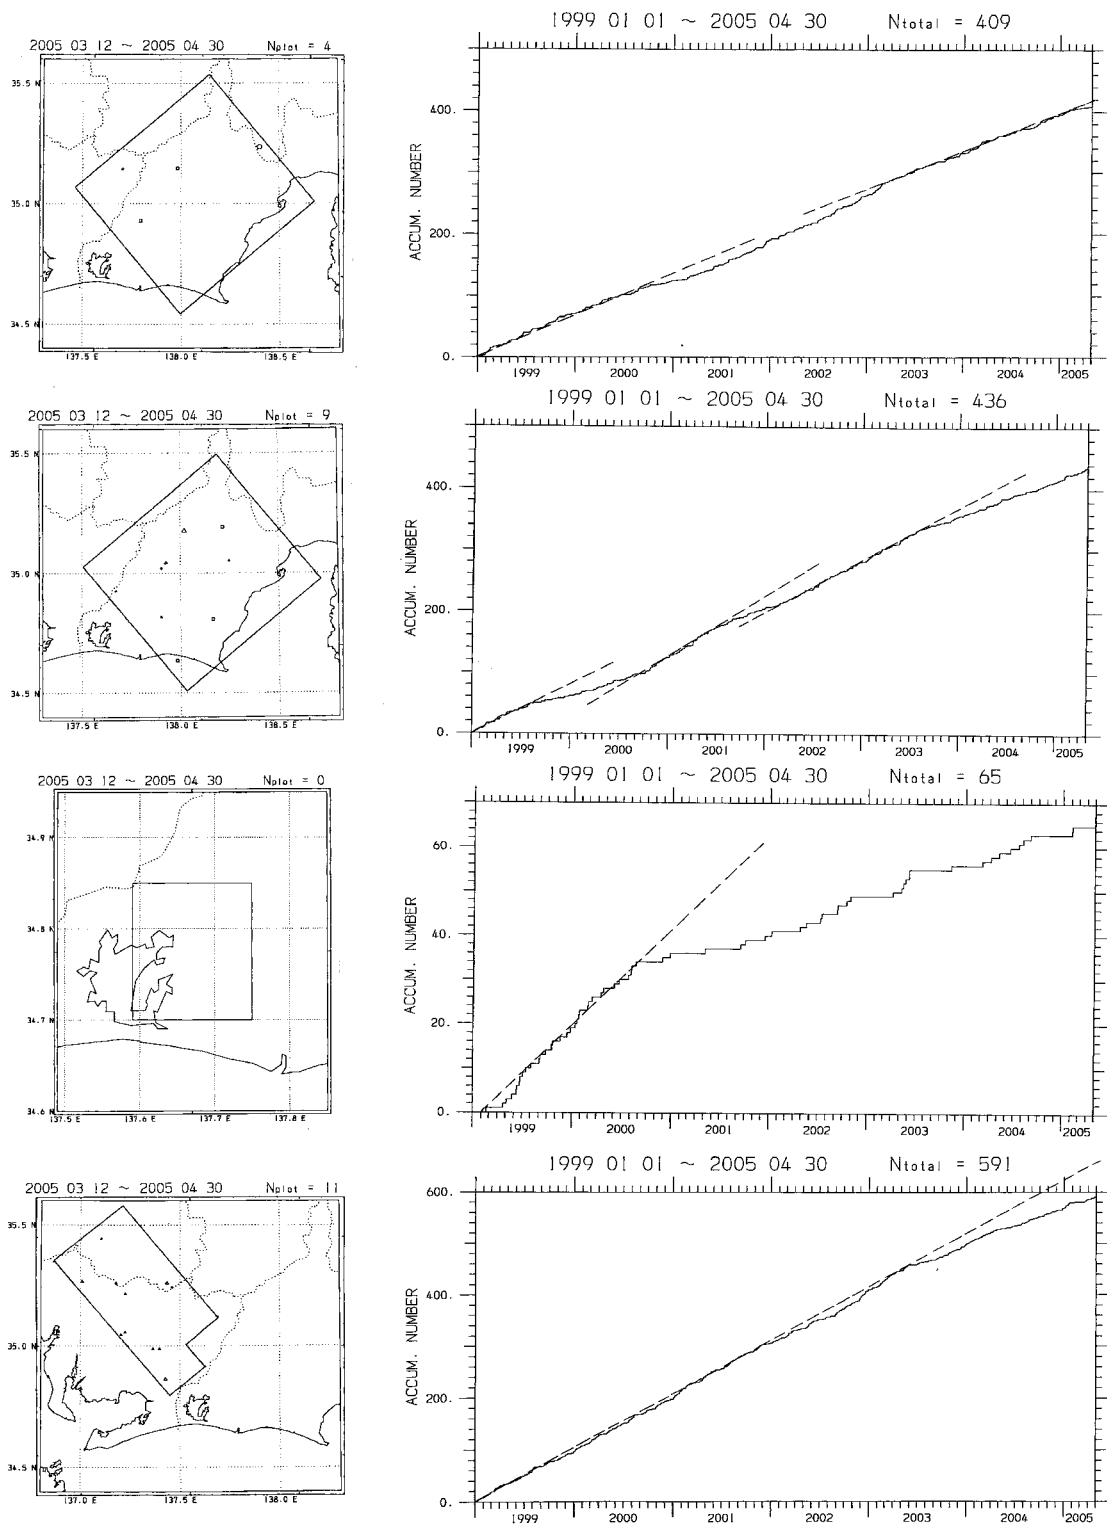 2005 03 12 ~ 2005 04 30 Nplot = 4
35.5 N
35.0 N
34.5 N
137.5 E 138.0 E 138.5 E
1999 01 01 ~ 2005 04 30 Ntotal = 409
ACCUM. NUMBER
400.
200.
0.
1999 2000 2001 2002 2003 2004 2005
2005 03 12 ~ 2005 04 30 Nplot = 9
35.5 N
35.0 N
34.5 N
137.5 E 138.0 E 138.5 E
1999 01 01 ~ 2005 04 30 Ntotal = 436
ACCUM. NUMBER
400.
200.
0.
1999 2000 2001 2002 2003 2004 2005
2005 03 12 ~ 2005 04 30 Nplot = 0
34.9 N
34.8 N
34.7 N
34.6 N
137.5 E 137.6 E 137.7 E 137.8 E
1999 01 01 ~ 2005 04 30 Ntotal = 65
ACCUM. NUMBER
60.
40.
20.
0.
1999 2000 2001 2002 2003 2004 2005
2005 03 12 ~ 2005 04 30 Nplot = 11
35.5 N
35.0 N
34.5 N
137.0 E 137.5 E 138.0 E
1999 01 01 ~ 2005 04 30 Ntotal = 591
ACCUM. NUMBER
600.
400.
200.
0.
1999 2000 2001 2002 2003 2004 2005